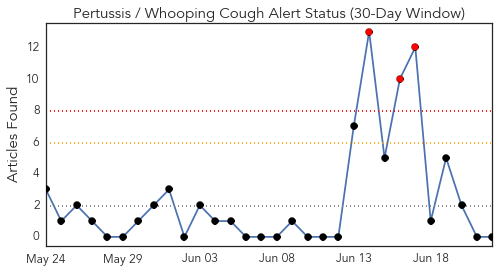 Pertussis / Whooping Cough Alert Status (30-Day Window)
Articles Found
12
10
8
6
4
2
0
May 24 May 29 Jun 03 Jun 08 Jun 13 Jun 18